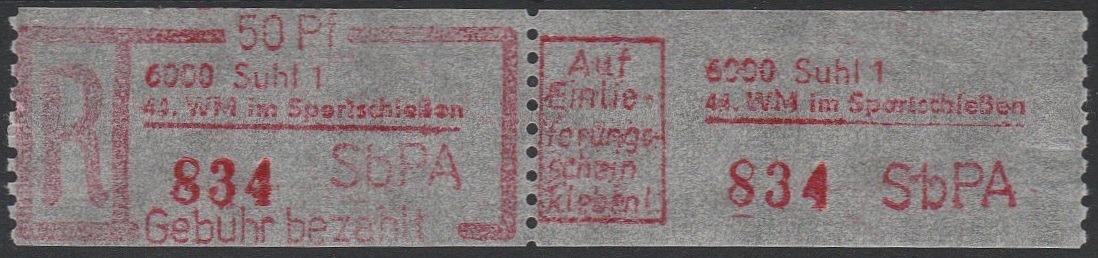 50 Pf
R
6000 Suhl 1
44. WM im Sportschießen
834 SbPA
Gebühr bezahlt
Auf
Einlie-
ferungs-
schein
kleben!
6000 Suhl 1
44. WM im Sportschießen
834 SbPA